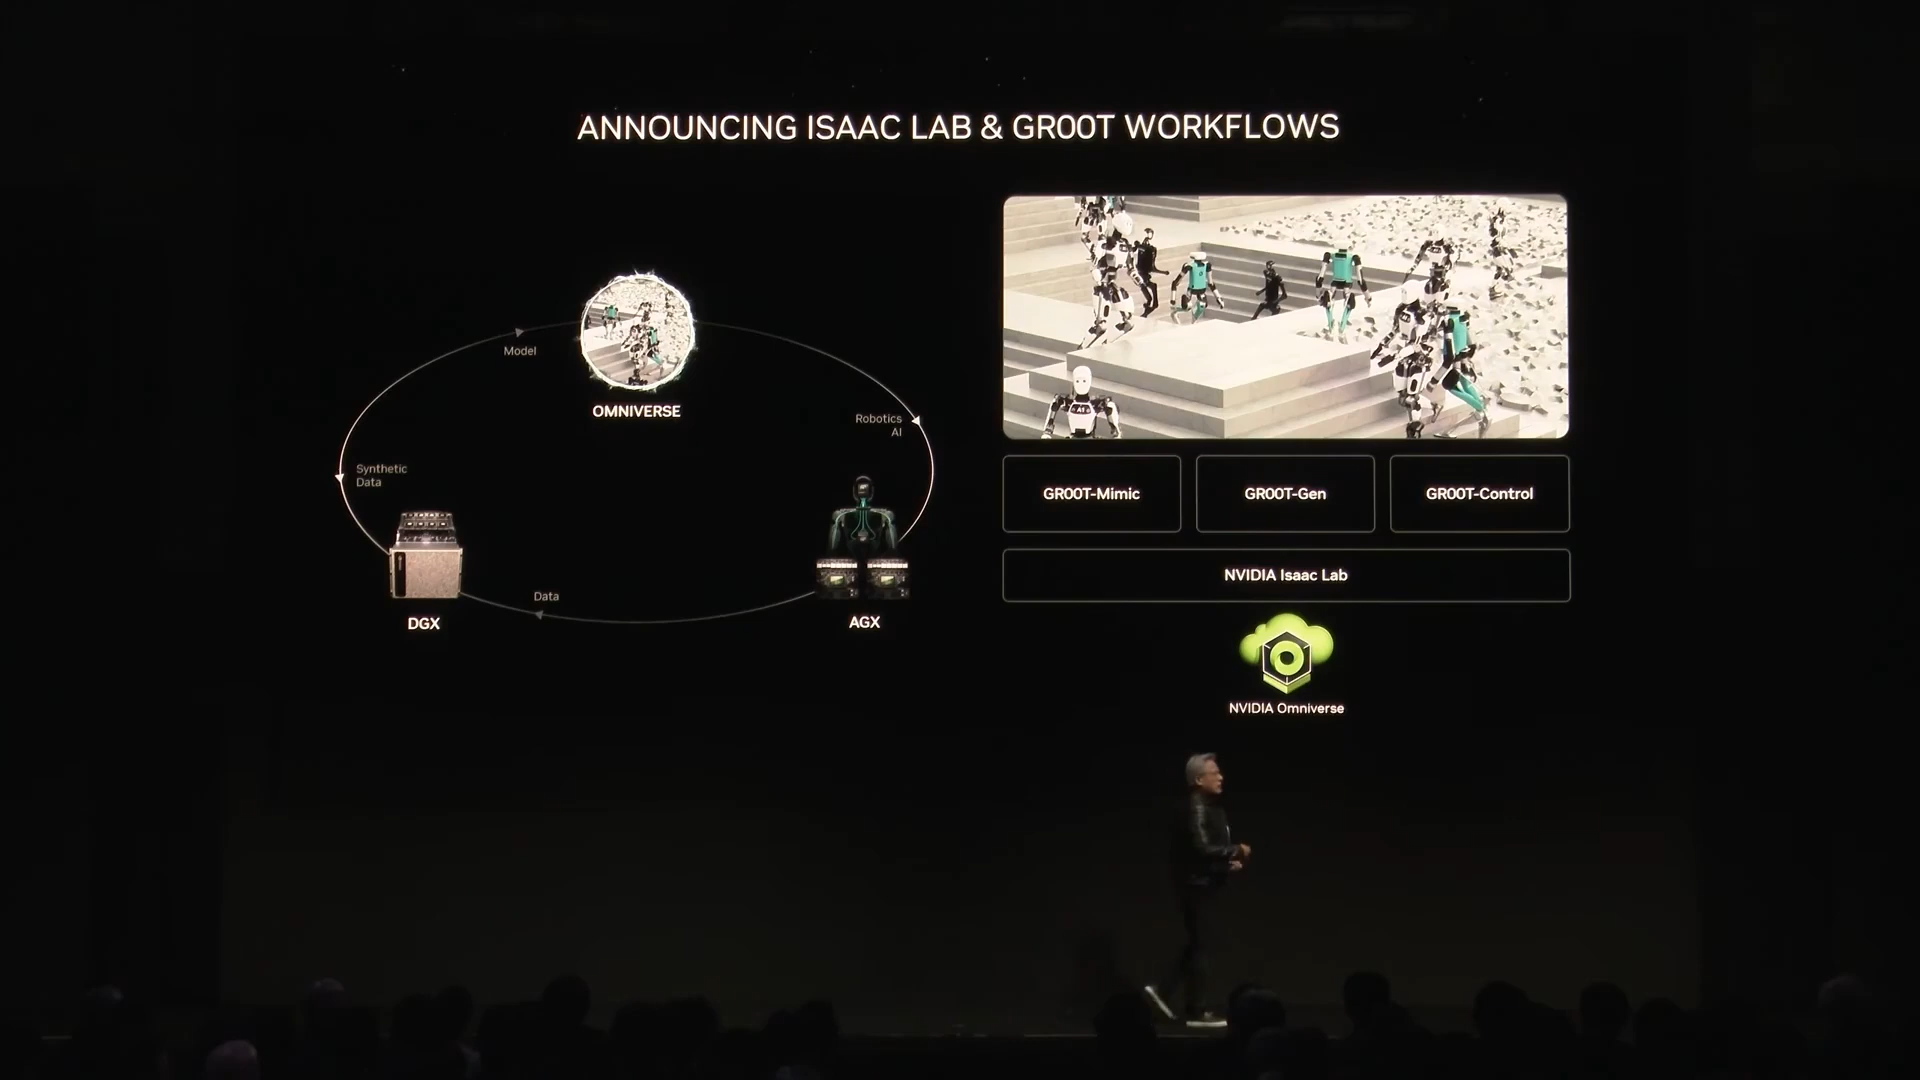 ANNOUNCING ISAAC LAB & GR00T WORKFLOWS
Model
OMNIVERSE
Robotics
AI
Synthetic
Data
Data
DGX
AGX
GR00T-Mimic
GR00T-Gen
GR00T-Control
NVIDIA Isaac Lab
NVIDIA Omniverse